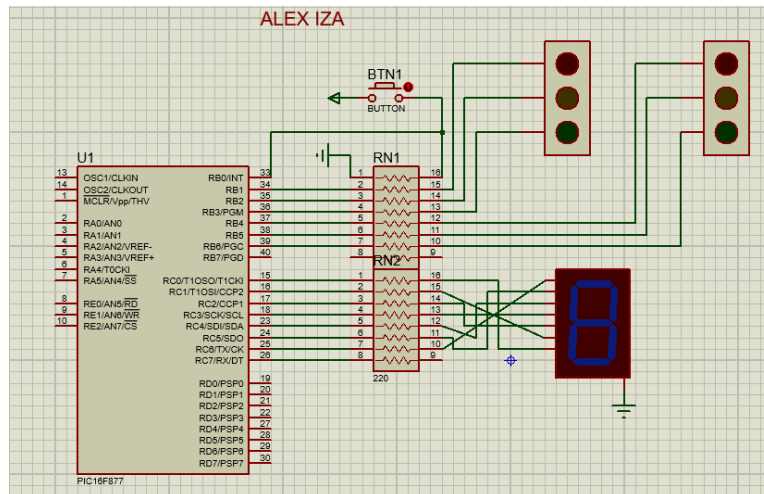 ALEX IZA
BTN1
BUTTON
U1
RN1
13 OSC1/CLKIN RB0/INT 33 1 16
14 OSC2/CLKOUT RB1 34 2 15
1 MCLR/Vpp/THV RB2 35 3 14
RB3/PGM 36 4 13
2 RA0/AN0 RB4 37 5 12
3 RA1/AN1 RB5 38 6 11
4 RA2/AN2/VREF- RB6/PGC 39 7 10
5 RA3/AN3/VREF+ RB7/PGD 40 8 9
6 RA4/T0CKI
RN2
7 RA5/AN4/SS RC0/T1OSO/T1CKI 15 1 16
RC1/T1OSI/CCP2 16 2 15
8 RE0/AN5/RD RC2/CCP1 17 3 14
9 RE1/AN6/WR RC3/SCK/SCL 18 4 13
10 RE2/AN7/CS RC4/SDI/SDA 23 5 12
RC5/SDO 24 6 11
RC6/TX/CK 25 7 10
RC7/RX/DT 26 8 9
220
RD0/PSP0 19
RD1/PSP1 20
RD2/PSP2 21
RD3/PSP3 22
RD4/PSP4 27
RD5/PSP5 28
RD6/PSP6 29
RD7/PSP7 30
PIC16F877